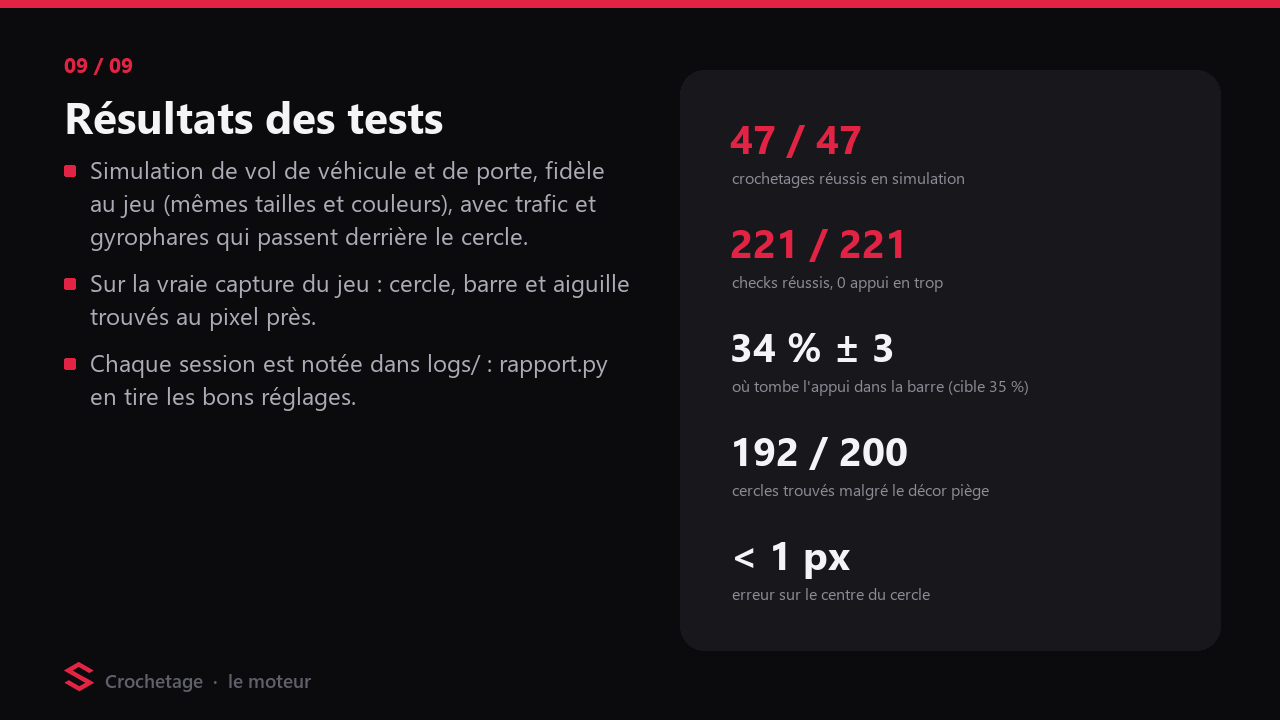 09 / 09
Résultats des tests
Simulation de vol de véhicule et de porte, fidèle
au jeu (mêmes tailles et couleurs), avec trafic et
gyrophares qui passent derrière le cercle.
Sur la vraie capture du jeu : cercle, barre et aiguille
trouvés au pixel près.
Chaque session est notée dans logs/ : rapport.py
en tire les bons réglages.
47 / 47
crochetages réussis en simulation
221 / 221
checks réussis, 0 appui en trop
34 % ± 3
où tombe l'appui dans la barre (cible 35 %)
192 / 200
cercles trouvés malgré le décor piège
< 1 px
erreur sur le centre du cercle
Crochetage · le moteur